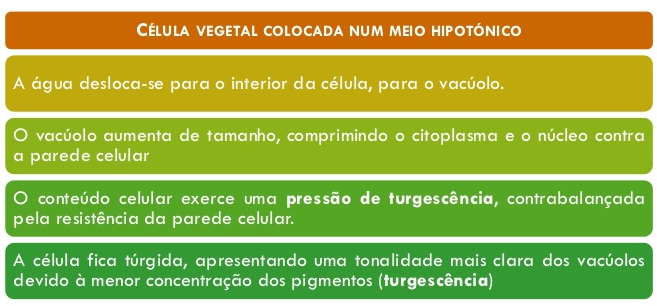 CÉLULA VEGETAL COLOCADA NUM MEIO HIPOTÓNICO
A água desloca-se para o interior da célula, para o vacúolo.
O vacúolo aumenta de tamanho, comprimindo o citoplasma e o núcleo contra
a parede celular
O conteúdo celular exerce uma pressão de turgescência, contrabalançada
pela resistência da parede celular.
A célula fica túrgida, apresentando uma tonalidade mais clara dos vacúolos
devido à menor concentração dos pigmentos (turgescência)